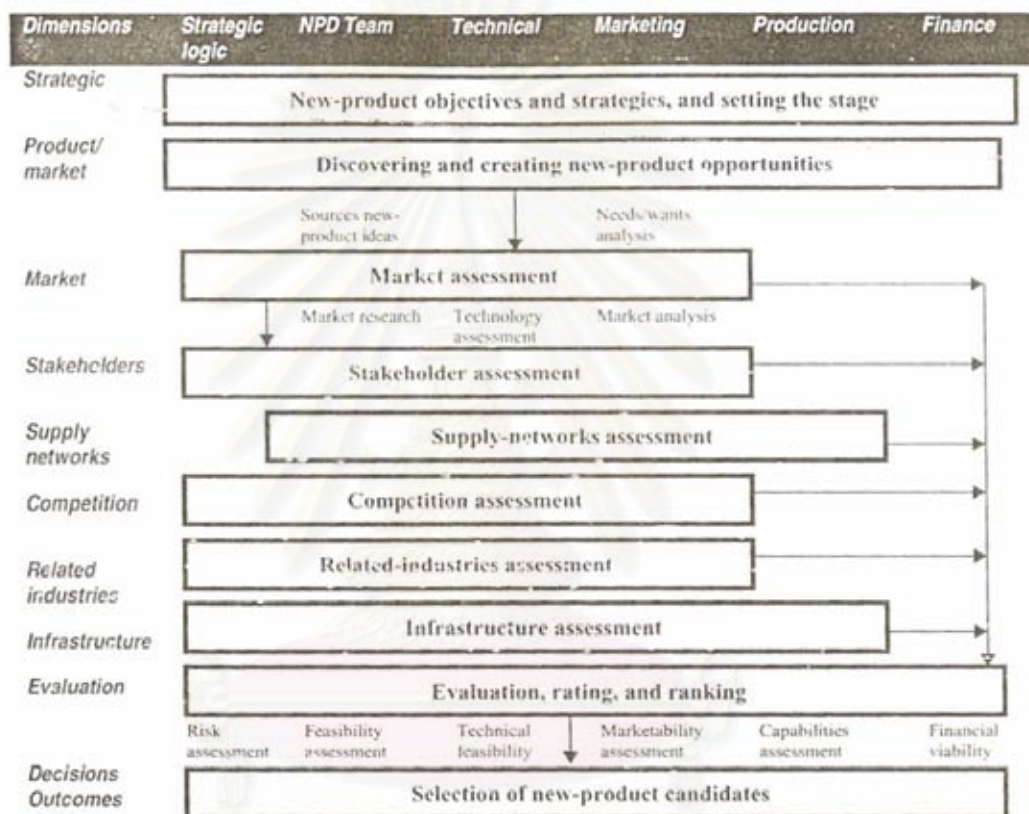 Dimensions Strategic logic NPD Team Technical Marketing Production Finance
Strategic
New-product objectives and strategies, and setting the stage
Product/
market
Discovering and creating new-product opportunities
Sources new-
product ideas
Needs/wants
analysis
Market
Market assessment
Market research
Technology
assessment
Market analysis
Stakeholders
Stakeholder assessment
Supply
networks
Supply-networks assessment
Competition
Competition assessment
Related
industries
Related-industries assessment
Infrastructure
Infrastructure assessment
Evaluation
Evaluation, rating, and ranking
Risk
assessment
Feasibility
assessment
Technical
feasibility
Marketability
assessment
Capabilities
assessment
Financial
viability
Decisions
Outcomes
Selection of new-product candidates